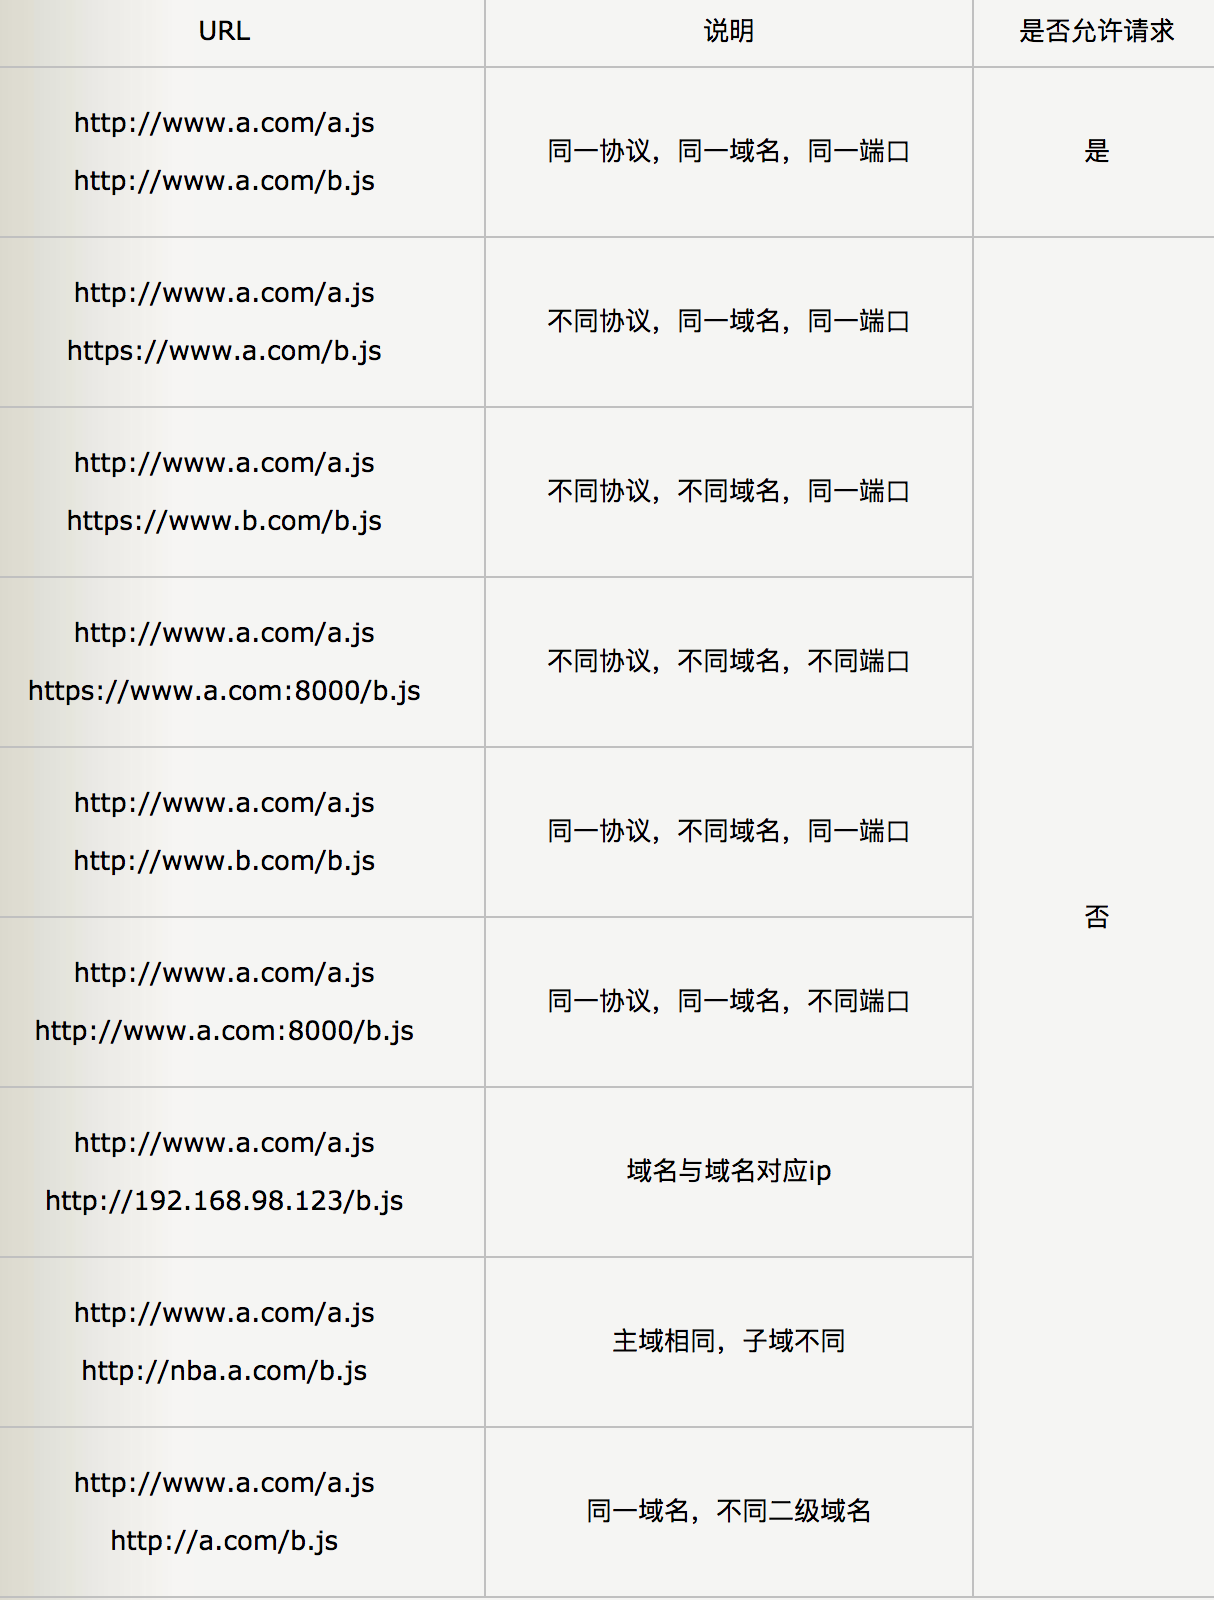 URL 说明 是否允许请求
http://www.a.com/a.js
http://www.a.com/b.js
同一协议，同一域名，同一端口
是
http://www.a.com/a.js
https://www.a.com/b.js
不同协议，同一域名，同一端口
http://www.a.com/a.js
https://www.b.com/b.js
不同协议，不同域名，同一端口
http://www.a.com/a.js
https://www.a.com:8000/b.js
不同协议，不同域名，不同端口
http://www.a.com/a.js
http://www.b.com/b.js
同一协议，不同域名，同一端口
否
http://www.a.com/a.js
http://www.a.com:8000/b.js
同一协议，同一域名，不同端口
http://www.a.com/a.js
http://192.168.98.123/b.js
域名与域名对应ip
http://www.a.com/a.js
http://nba.a.com/b.js
主域相同，子域不同
http://www.a.com/a.js
http://a.com/b.js
同一域名，不同二级域名